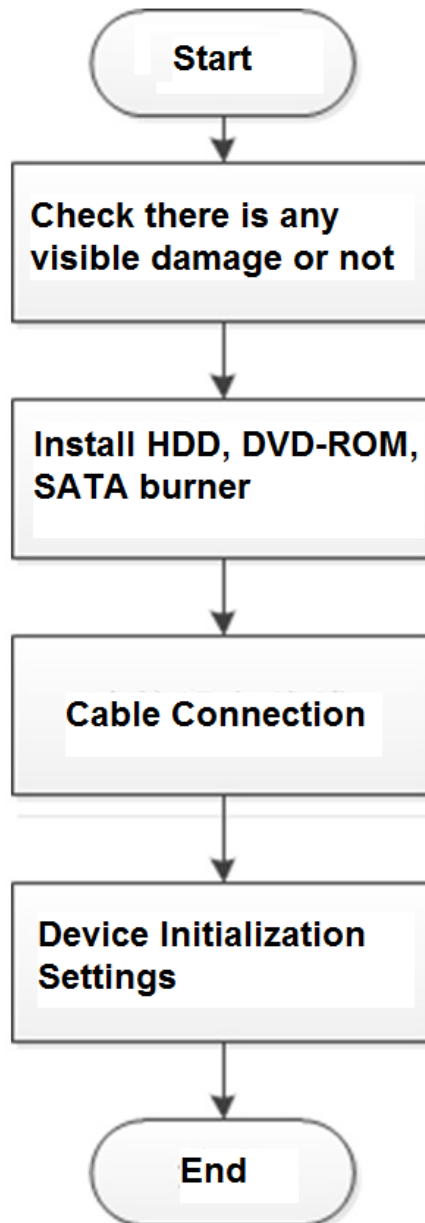 Start
Check there is any
visible damage or not
Install HDD, DVD-ROM,
SATA burner
Cable Connection
Device Initialization
Settings
End